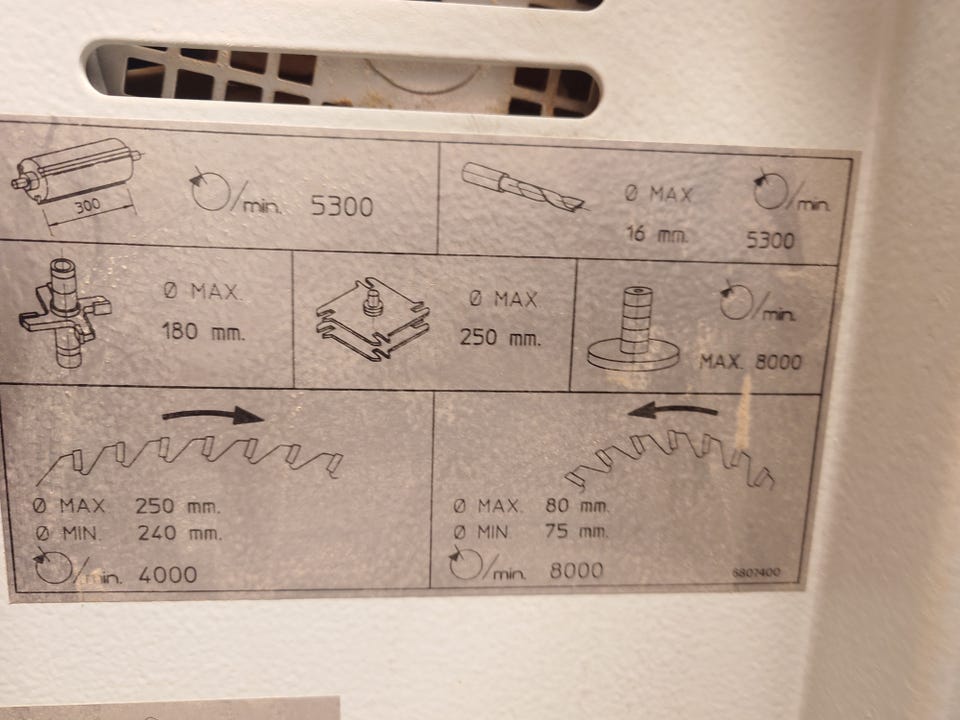 300
/min. 5300
Ø MAX.
16 mm.
/min.
5300
Ø MAX.
180 mm.
Ø MAX.
250 mm.
/min.
MAX. 8000
Ø MAX. 250 mm.
Ø MIN. 240 mm.
/min. 4000
Ø MAX. 80 mm.
Ø MIN 75 mm.
/min. 8000
6807400